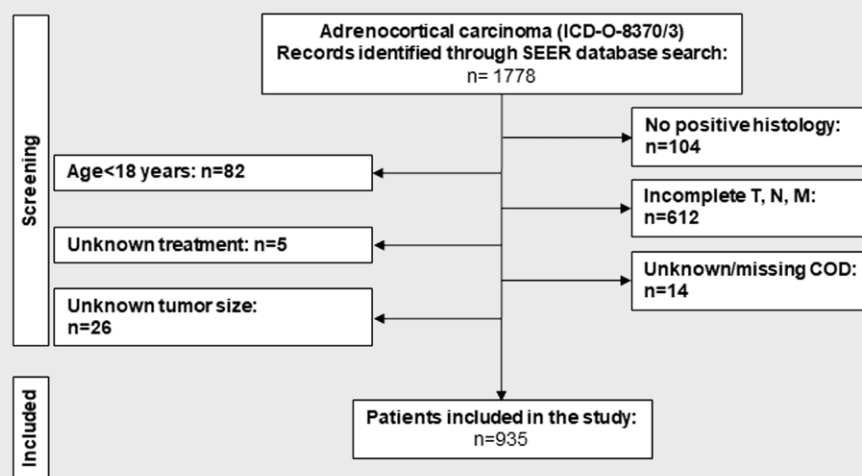 Adrenocortical carcinoma (ICD-O-8370/3)
Records identified through SEER database search:
n= 1778
Screening
No positive histology:
n=104
Age<18 years: n=82
Incomplete T, N, M:
n=612
Unknown treatment: n=5
Unknown/missing COD:
n=14
Unknown tumor size:
n=26
Included
Patients included in the study:
n=935